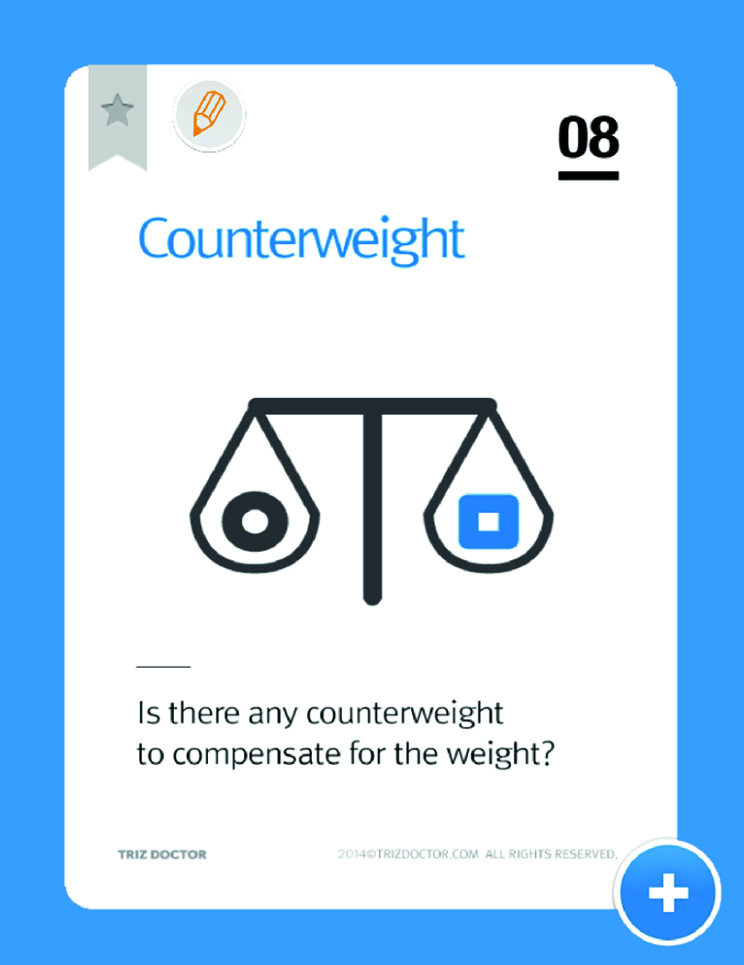 08
Counterweight
Is there any counterweight
to compensate for the weight?
TRIZ DOCTOR
2014©TRIZDOCTOR.COM ALL RIGHTS RESERVED.